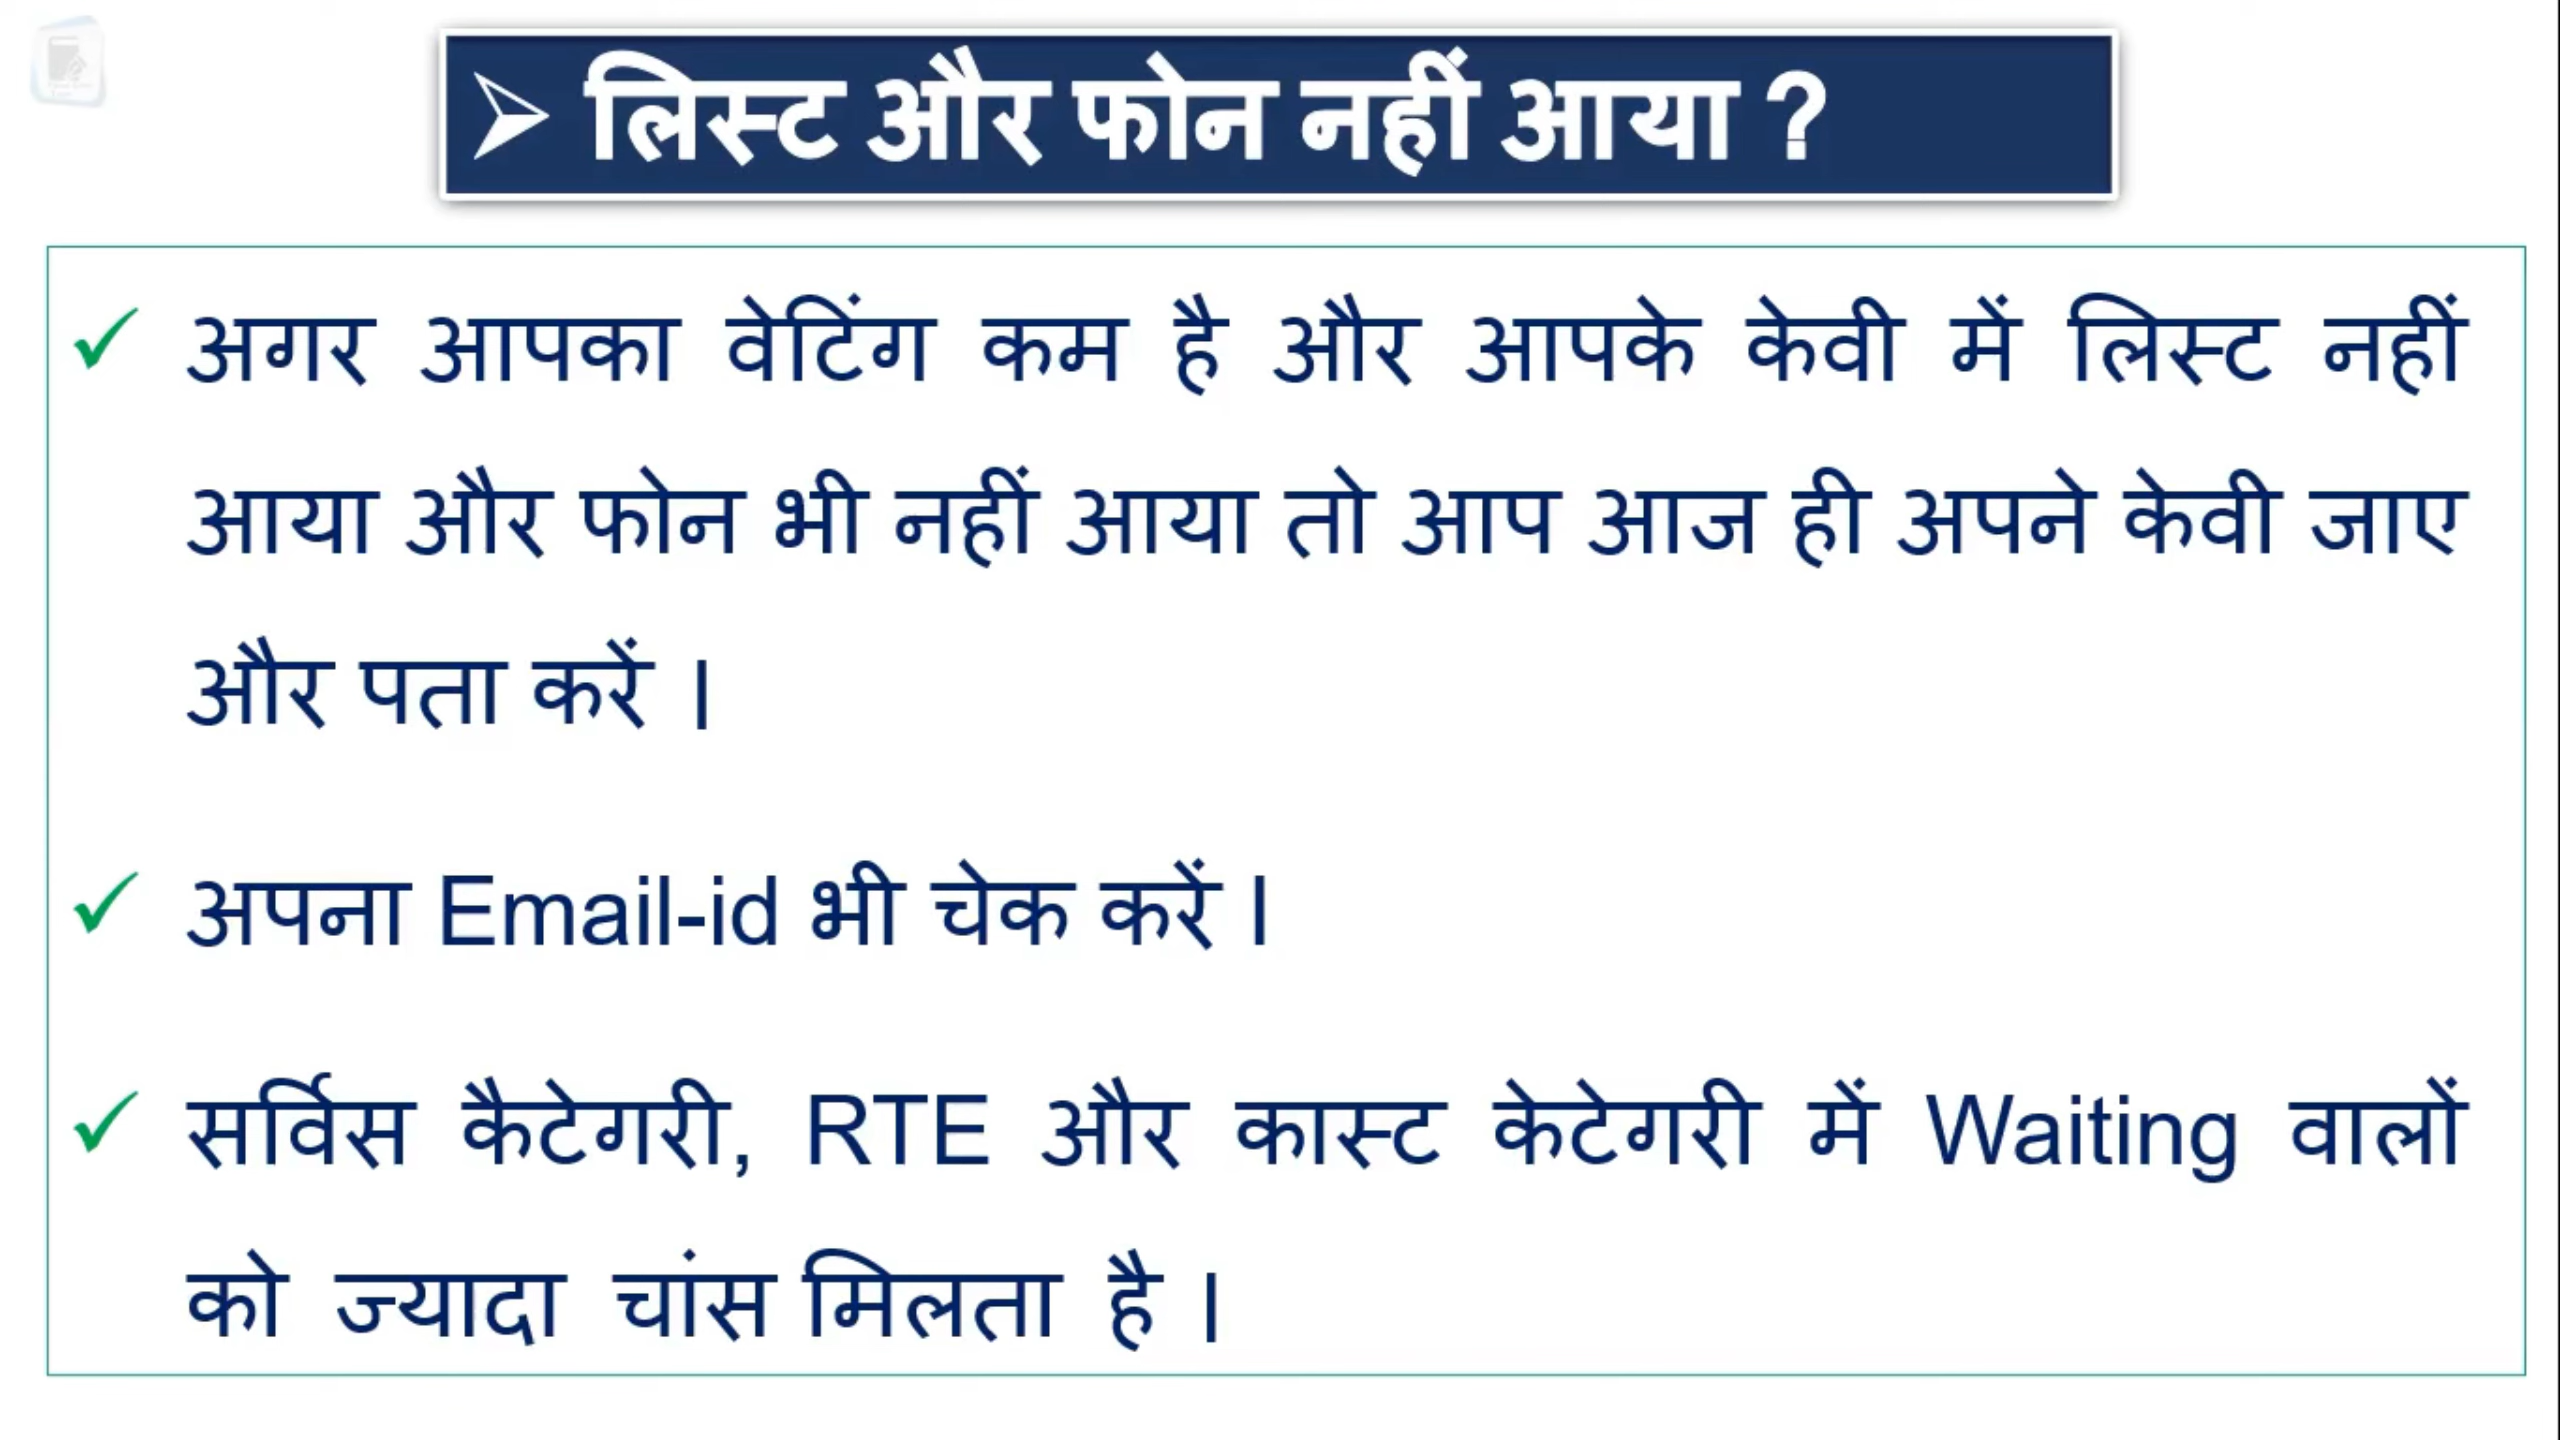 ➢ लिस्ट और फोन नहीं आया ?
✓ अगर आपका वेटिंग कम है और आपके केवी में लिस्ट नहीं
आया और फोन भी नहीं आया तो आप आज ही अपने केवी जाए
और पता करें ।
✓ अपना Email-id भी चेक करें ।
✓ सर्विस कैटेगरी, RTE और कास्ट केटेगरी में Waiting वालों
को ज्यादा चांस मिलता है ।